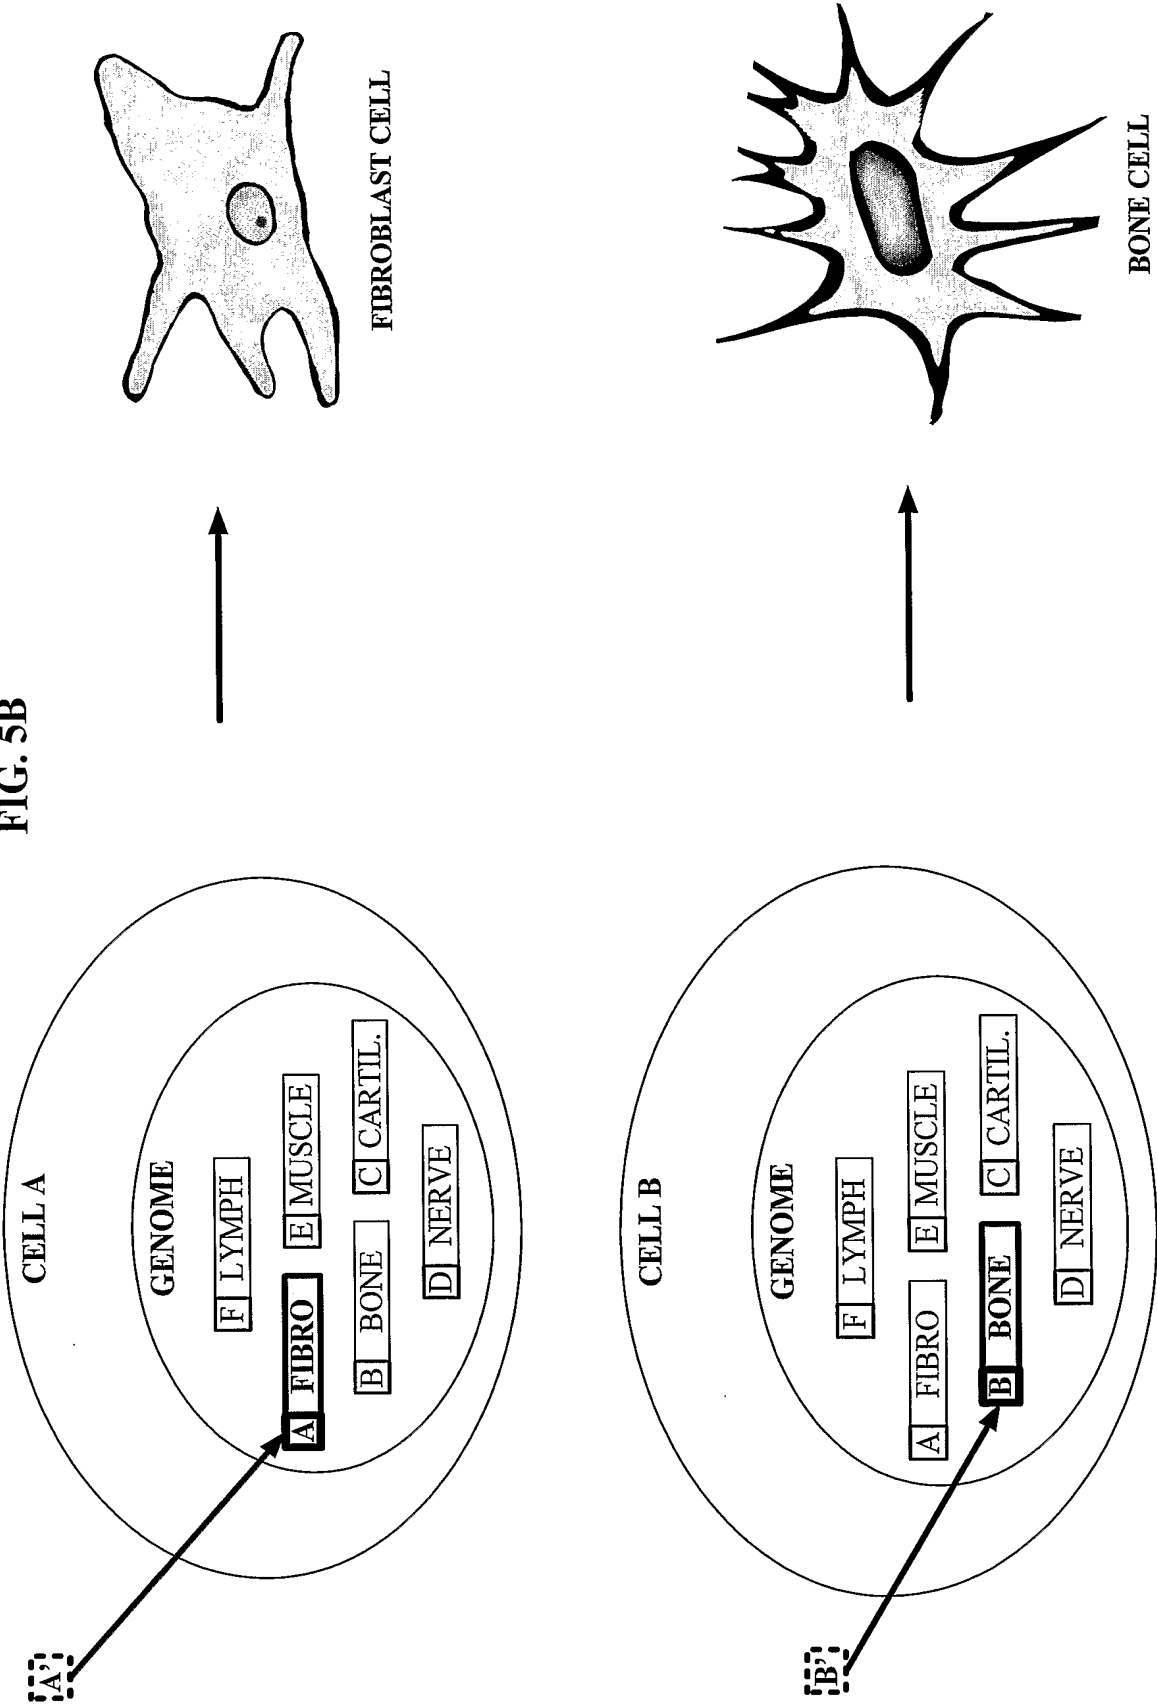 FIG. 5B
A'
CELL A
GENOME
F LYMPH
A FIBRO
E MUSCLE
B BONE
C CARTIL.
D NERVE
FIBROBLAST CELL
B'
CELL B
GENOME
F LYMPH
A FIBRO
E MUSCLE
B BONE
C CARTIL.
D NERVE
BONE CELL